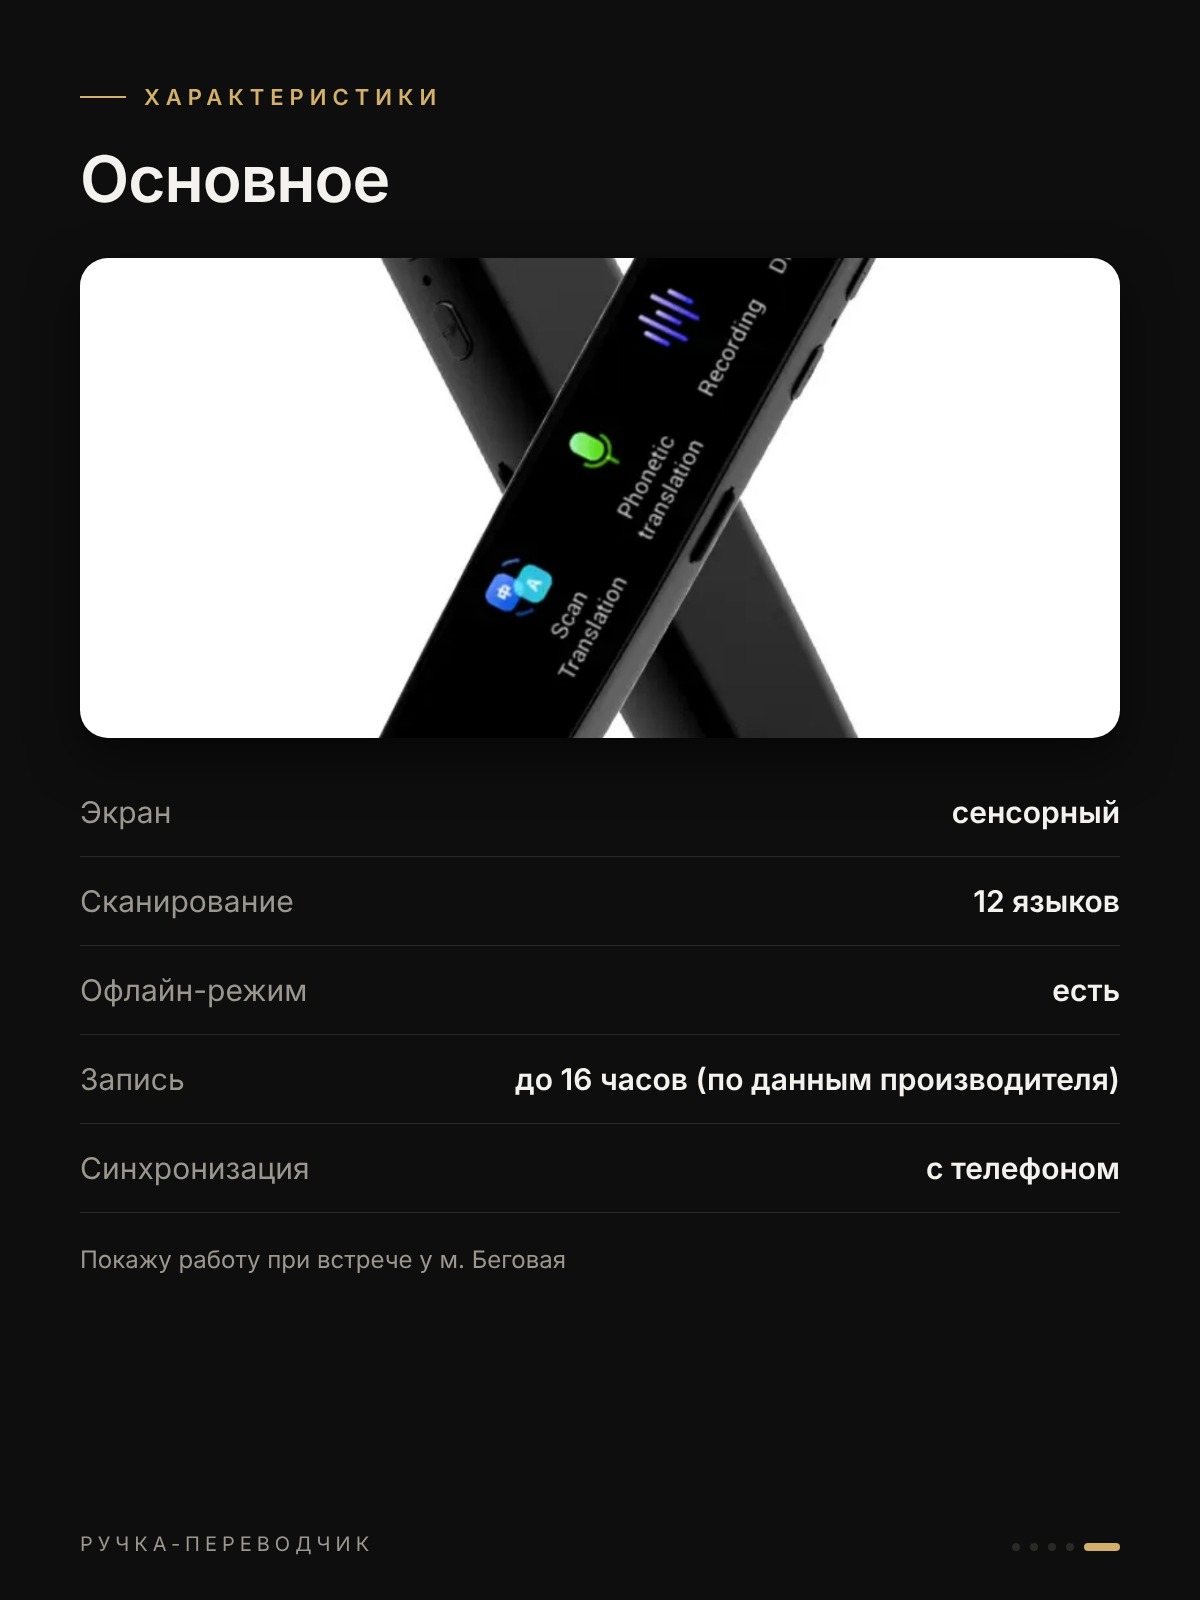 ХАРАКТЕРИСТИКИ
Основное
Recording
Phonetic
translation
Scan
Translation
中 A
Экран сенсорный
Сканирование 12 языков
Офлайн-режим есть
Запись до 16 часов (по данным производителя)
Синхронизация с телефоном
Покажу работу при встрече у м. Беговая
РУЧКА-ПЕРЕВОДЧИК